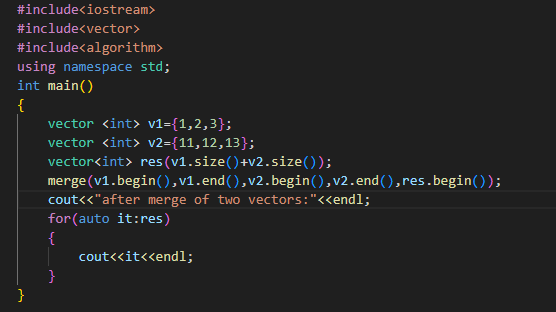 #include<iostream>
#include<vector>
#include<algorithm>
using namespace std;
int main()
{
    vector <int> v1={1,2,3};
    vector <int> v2={11,12,13};
    vector<int> res(v1.size()+v2.size());
    merge(v1.begin(),v1.end(),v2.begin(),v2.end(),res.begin());
    cout<<"after merge of two vectors:"<<endl;
    for(auto it:res)
    {
        cout<<it<<endl;
    }
}